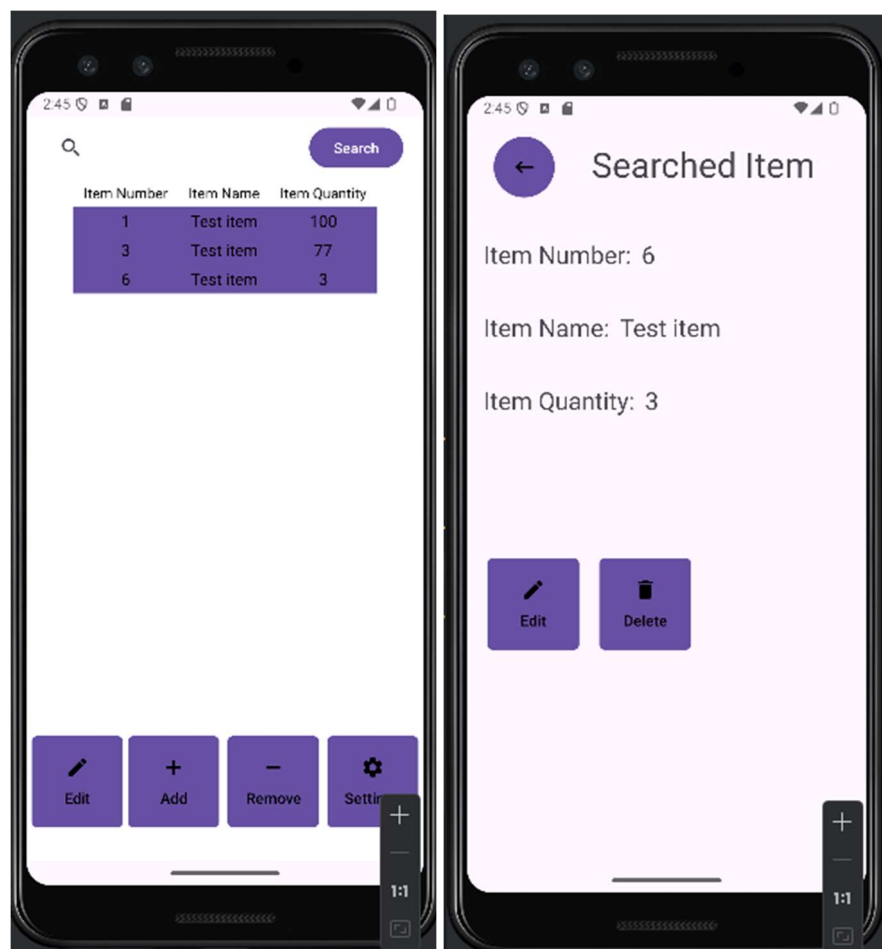 2:45
Search
Item Number Item Name Item Quantity
1 Test item 100
3 Test item 77
6 Test item 3
Edit Add Remove Settin
1:1
2:45
Searched Item
Item Number: 6
Item Name: Test item
Item Quantity: 3
Edit Delete
1:1